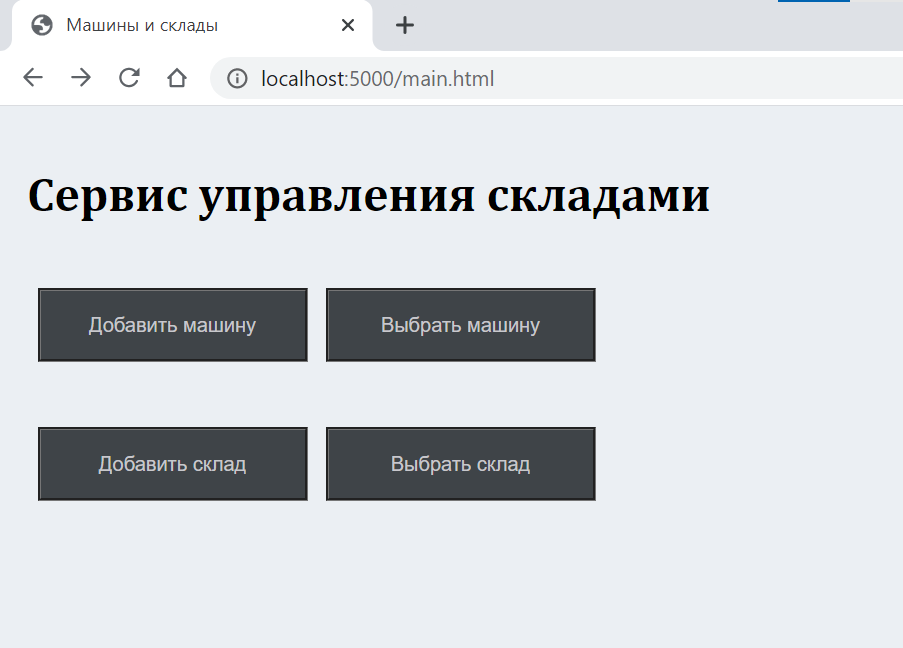 Машины и склады
localhost:5000/main.html
Сервис управления складами
Добавить машину Выбрать машину
Добавить склад Выбрать склад